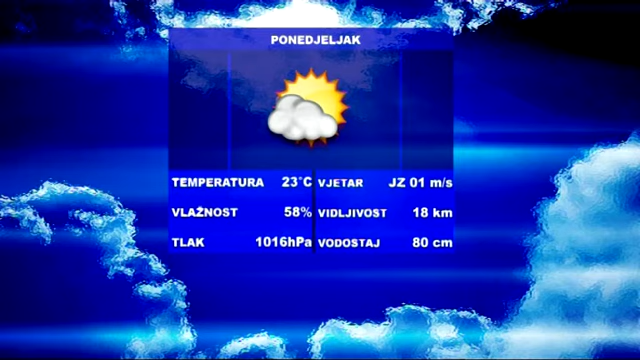 PONEDJELJAK
TEMPERATURA 23°C VJETAR JZ 01 m/s
VLAŽNOST 58% VIDLJIVOST 18 km
TLAK 1016hPa VODOSTAJ 80 cm